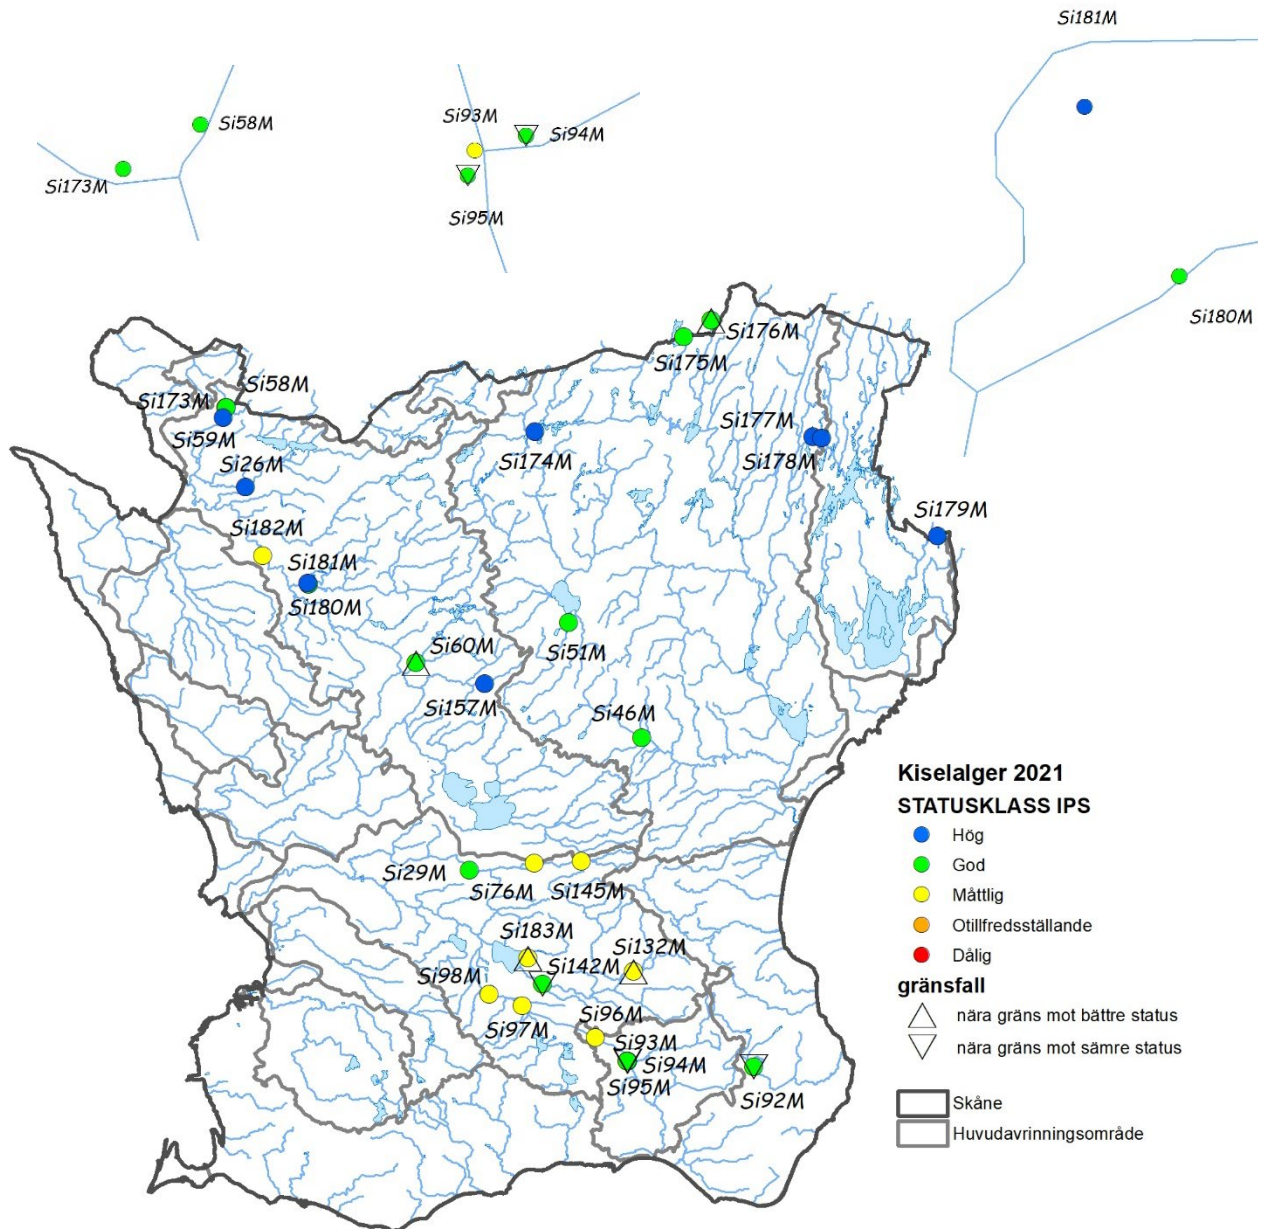 Si181M
Si58M
Si173M
Si93M
Si94M
Si95M
Si180M
Si176M
Si175M
Si58M
Si173M
Si59M
Si26M
Si174M
Si177M
Si178M
Si179M
Si182M
Si181M
Si180M
Si60M
Si51M
Si157M
Si46M
Si29M
Si76M
Si145M
Si183M
Si132M
Si142M
Si98M
Si97M
Si96M
Si93M
Si94M
Si95M
Si92M
Kiselalger 2021
STATUSKLASS IPS
Hög
God
Måttlig
Otillfredsställande
Dålig
gränsfall
nära gräns mot bättre status
nära gräns mot sämre status
Skåne
Huvudavrinningsområde